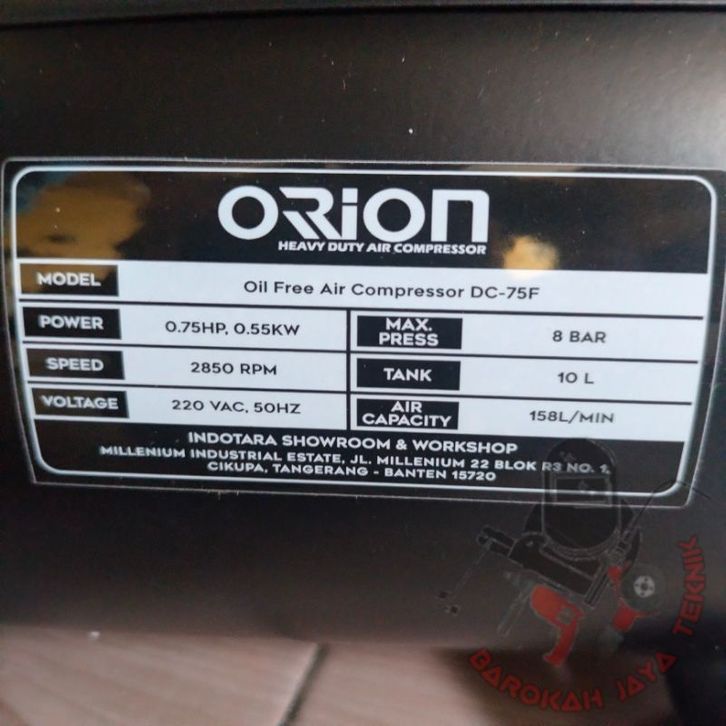 ORION
HEAVY DUTY AIR COMPRESSOR
MODEL Oil Free Air Compressor DC-75F
POWER 0.75HP, 0.55KW MAX. PRESS 8 BAR
SPEED 2850 RPM TANK 10 L
VOLTAGE 220 VAC, 50HZ AIR CAPACITY 158L/MIN
INDOTARA SHOWROOM & WORKSHOP
MILLENIUM INDUSTRIAL ESTATE, JL. MILLENIUM 22 BLOK R3 NO. 1,
CIKUPA, TANGERANG - BANTEN 15720
BAROKAH JAYA TEKNIK